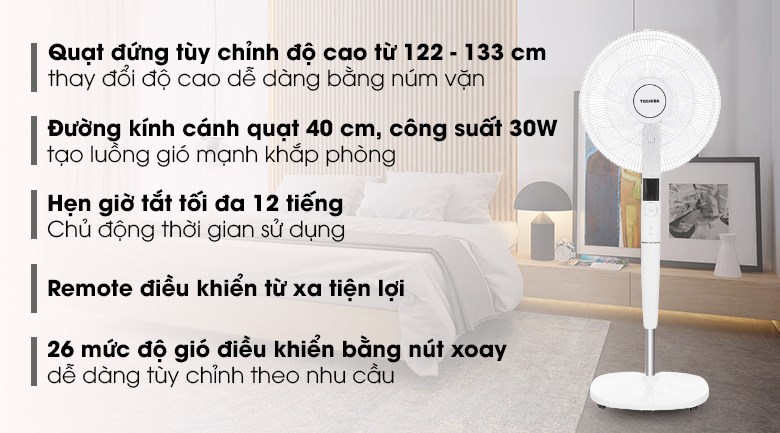 Quạt đứng tùy chỉnh độ cao từ 122 - 133 cm
thay đổi độ cao dễ dàng bằng núm vặn
Đường kính cánh quạt 40 cm, công suất 30W
tạo luồng gió mạnh khắp phòng
Hẹn giờ tắt tối đa 12 tiếng
Chủ động thời gian sử dụng
Remote điều khiển từ xa tiện lợi
26 mức độ gió điều khiển bằng nút xoay
dễ dàng tùy chỉnh theo nhu cầu
TOSHIBA